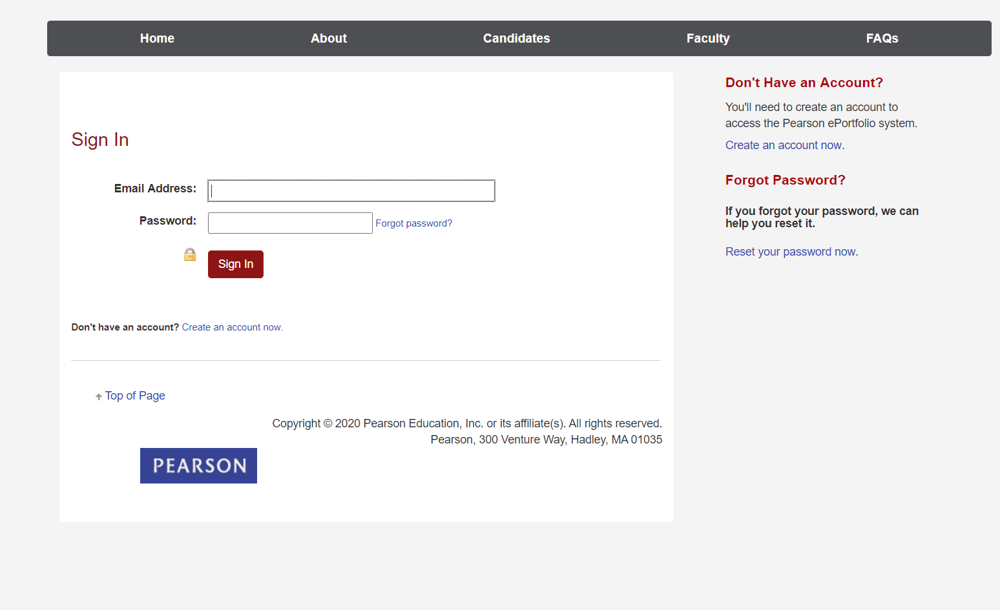 Home About Candidates Faculty FAQs
Sign In
Email Address:
Password:
Forgot password?
Sign In
Don't have an account? Create an account now.
Top of Page
Copyright © 2020 Pearson Education, Inc. or its affiliate(s). All rights reserved.
Pearson, 300 Venture Way, Hadley, MA 01035
PEARSON
Don't Have an Account?
You'll need to create an account to
access the Pearson ePortfolio system.
Create an account now.
Forgot Password?
If you forgot your password, we can
help you reset it.
Reset your password now.